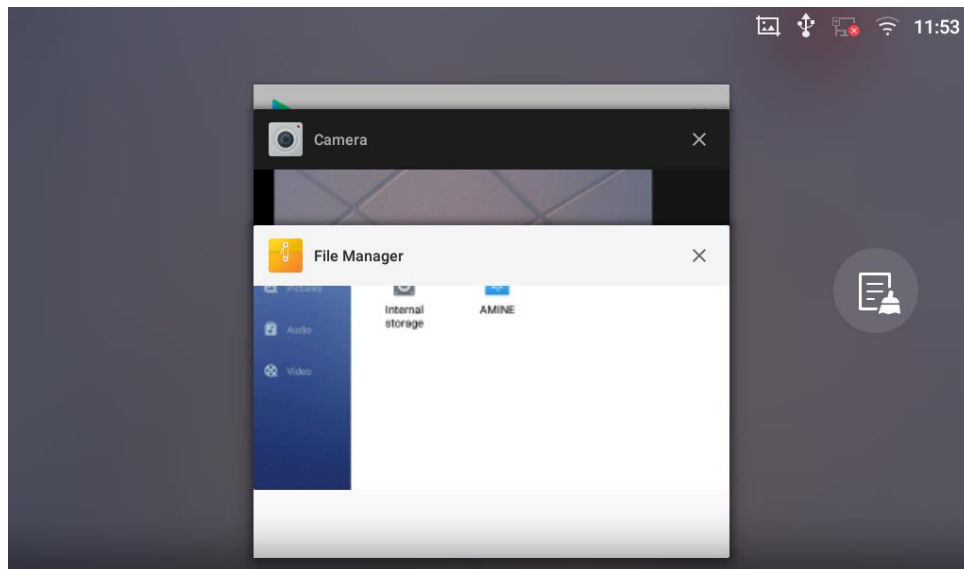 11:53
Camera
File Manager
Pictures
Internal
storage
AMINE
Audio
Video